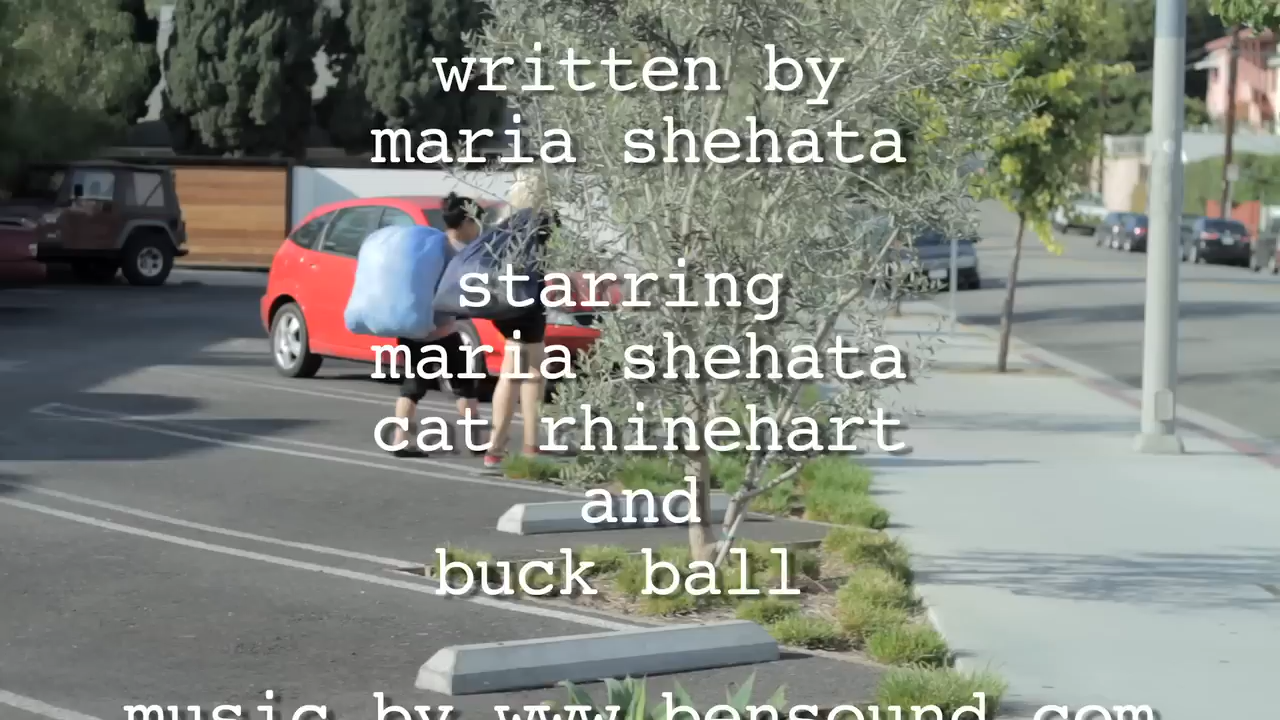 written by
maria shehata
starring
maria shehata
cat rhinehart
and
buck ball
music by www.bensound.com